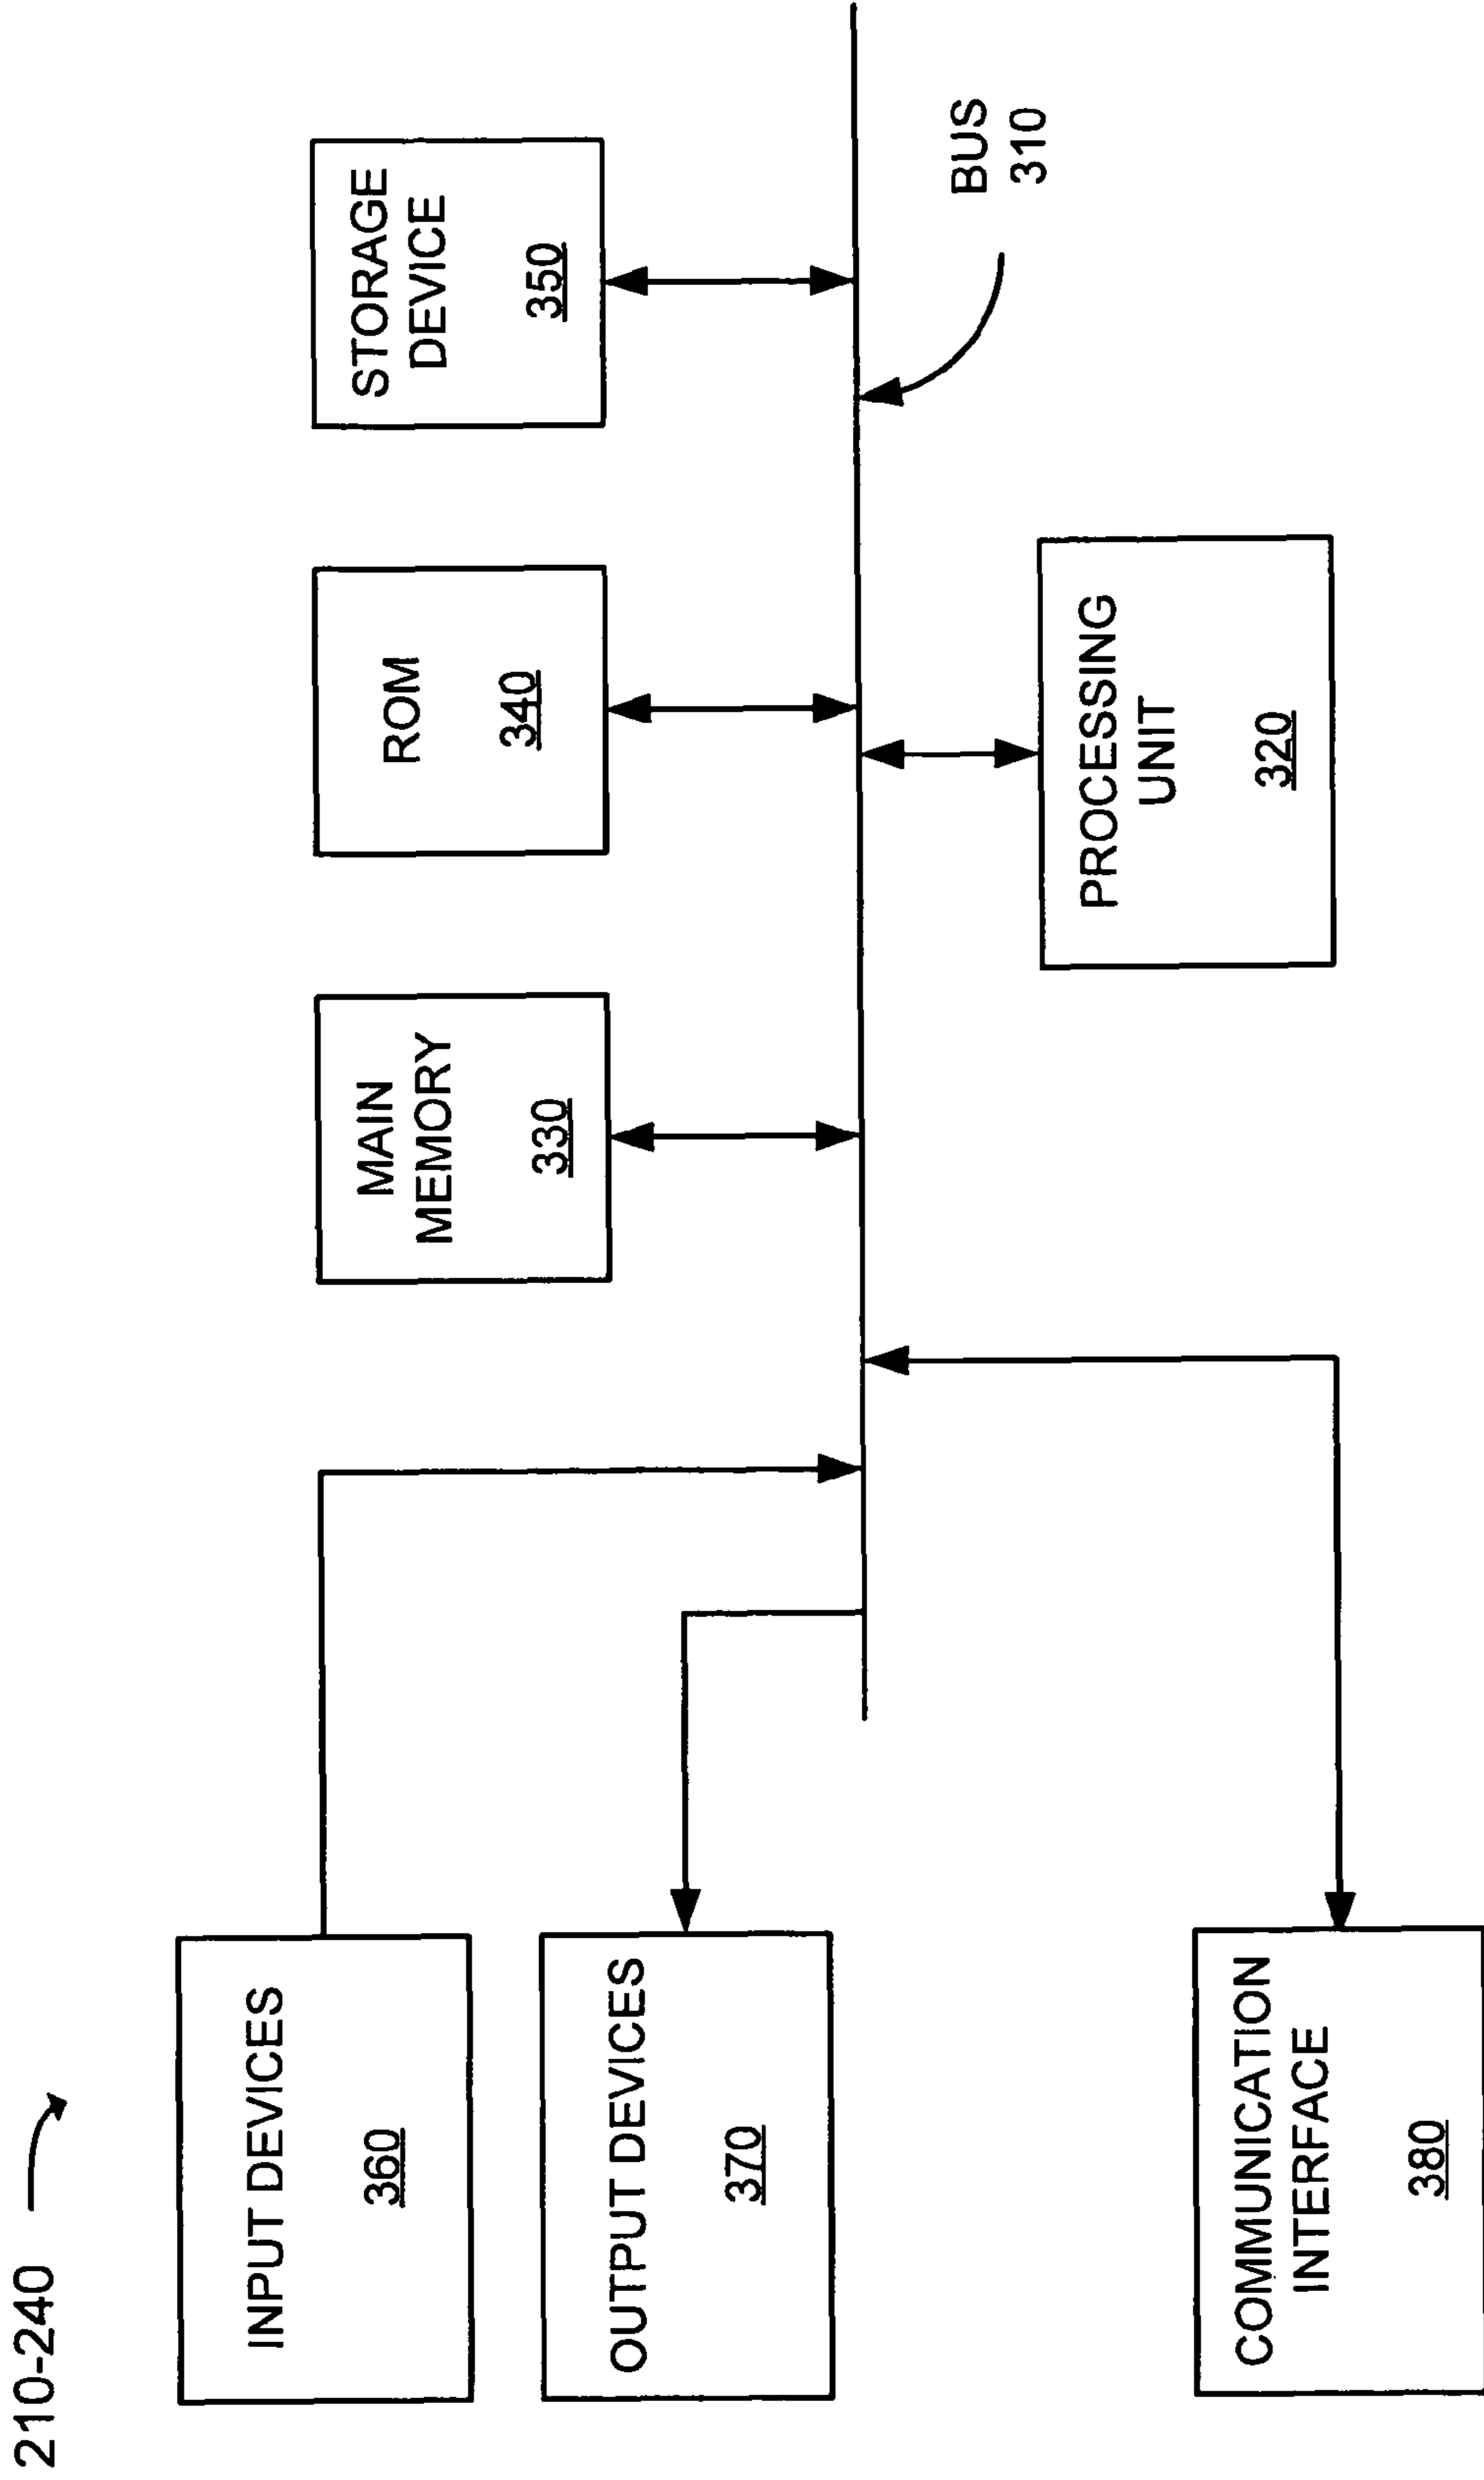 210-240
INPUT DEVICES
360
OUTPUT DEVICES
370
COMMUNICATION
INTERFACE
380
MAIN
MEMORY
330
ROM
340
STORAGE
DEVICE
350
PROCESSING
UNIT
320
BUS
310